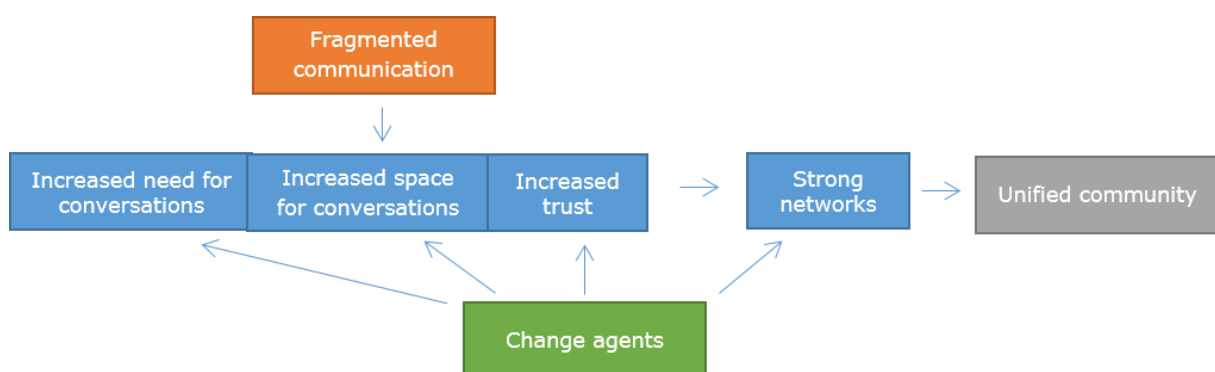 Fragmented
communication
Increased need for
conversations
Increased space
for conversations
Increased
trust
Strong
networks
Unified community
Change agents